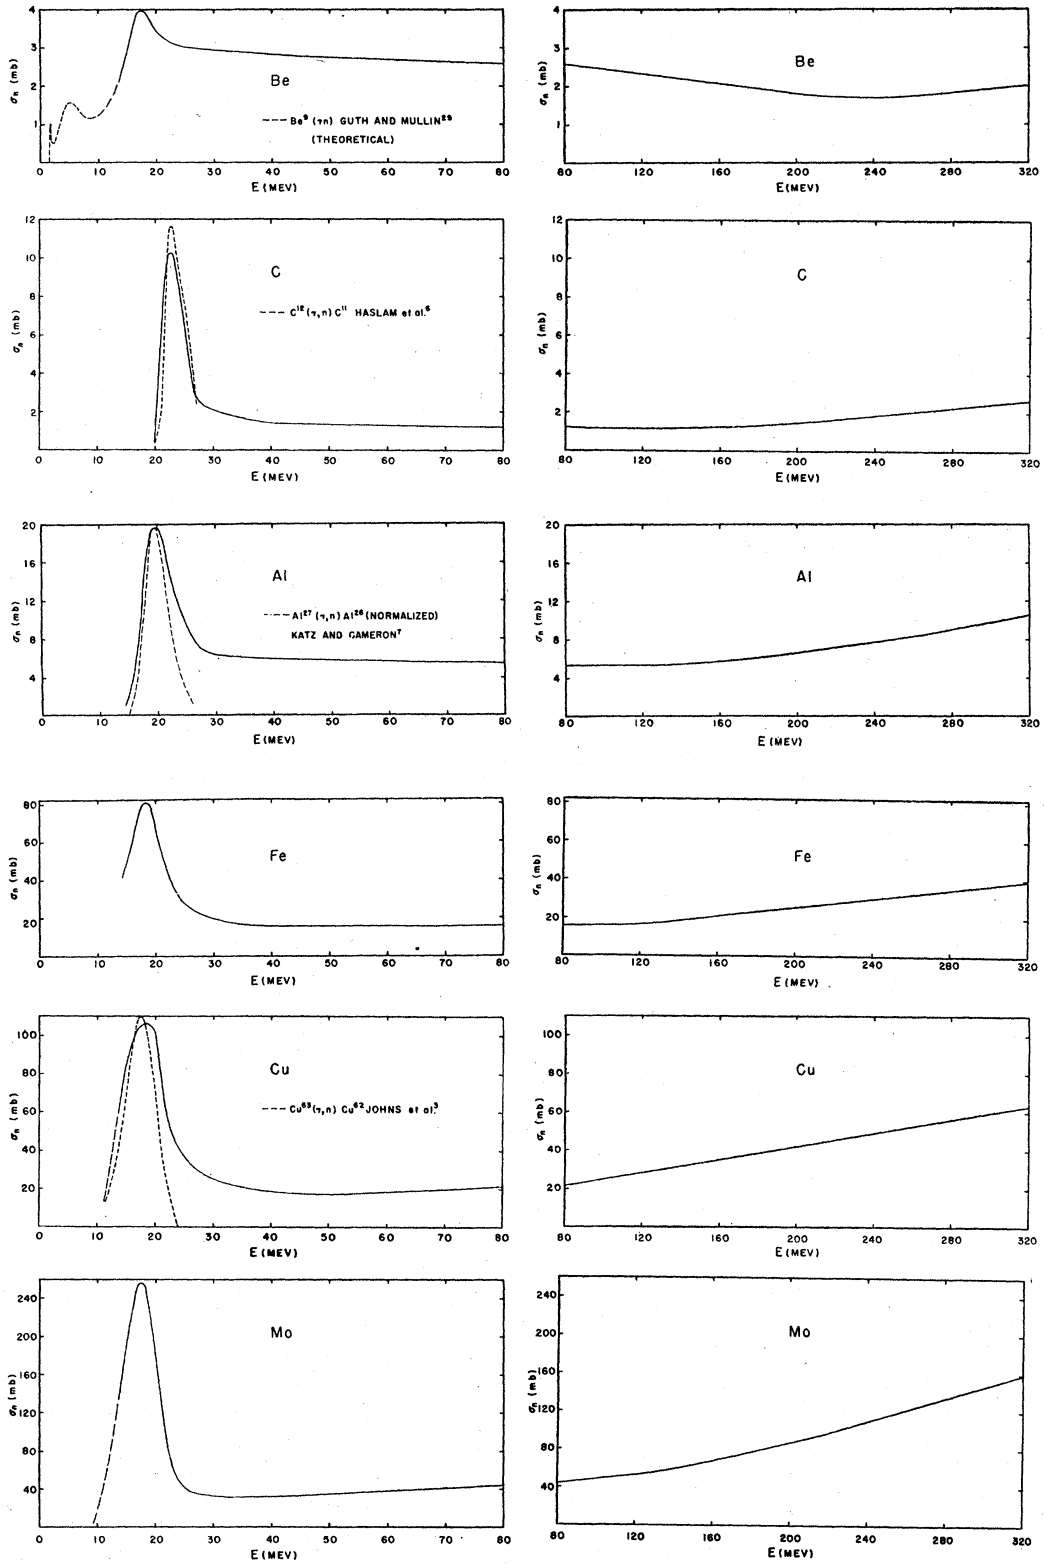 4
3
2
1
σn (mb)
Be
--- Be⁹ (γn) GUTH AND MULLIN²⁹
(THEORETICAL)
0 10 20 30 40 50 60 70 80
E (MEV)
4
3
2
1
σn (mb)
Be
80 120 160 200 240 280 320
E (MEV)
12
10
8
6
4
2
σn (mb)
C
--- C¹² (γ,n) C¹¹ HASLAM et.al.⁶
0 10 20 30 40 50 60 70 80
E (MEV)
12
10
8
6
4
2
σn (mb)
C
80 120 160 200 240 280 320
E (MEV)
20
16
12
8
4
σn (mb)
Al
--- Al²⁷ (γ,n) Al²⁶ (NORMALIZED)
KATZ AND CAMERON⁷
0 10 20 30 40 50 60 70 80
E (MEV)
20
16
12
8
4
σn (mb)
Al
80 120 160 200 240 280 320
E (MEV)
80
60
40
20
σn (mb)
Fe
0 10 20 30 40 50 60 70 80
E (MEV)
80
60
40
20
σn (mb)
Fe
80 120 160 200 240 280 320
E (MEV)
100
80
60
40
20
σn (mb)
Cu
--- Cu⁶³ (γ,n) Cu⁶² JOHNS et al.⁵
0 10 20 30 40 50 60 70 80
E (MEV)
100
80
60
40
20
σn (mb)
Cu
80 120 160 200 240 280 320
E (MEV)
240
200
160
120
80
40
σn (mb)
Mo
0 10 20 30 40 50 60 70 80
E (MEV)
240
200
160
120
80
40
σn (mb)
Mo
80 120 160 200 240 280 320
E (MEV)